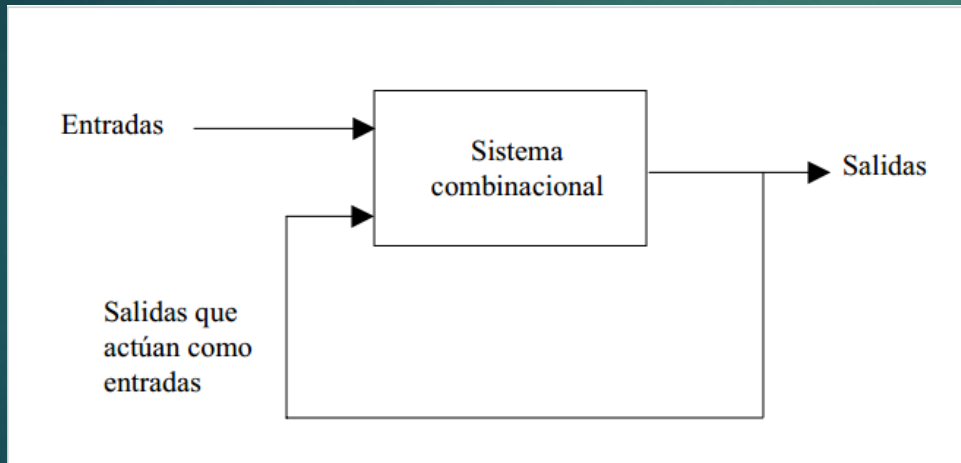 Entradas
Sistema
combinacional
Salidas
Salidas que
actúan como
entradas